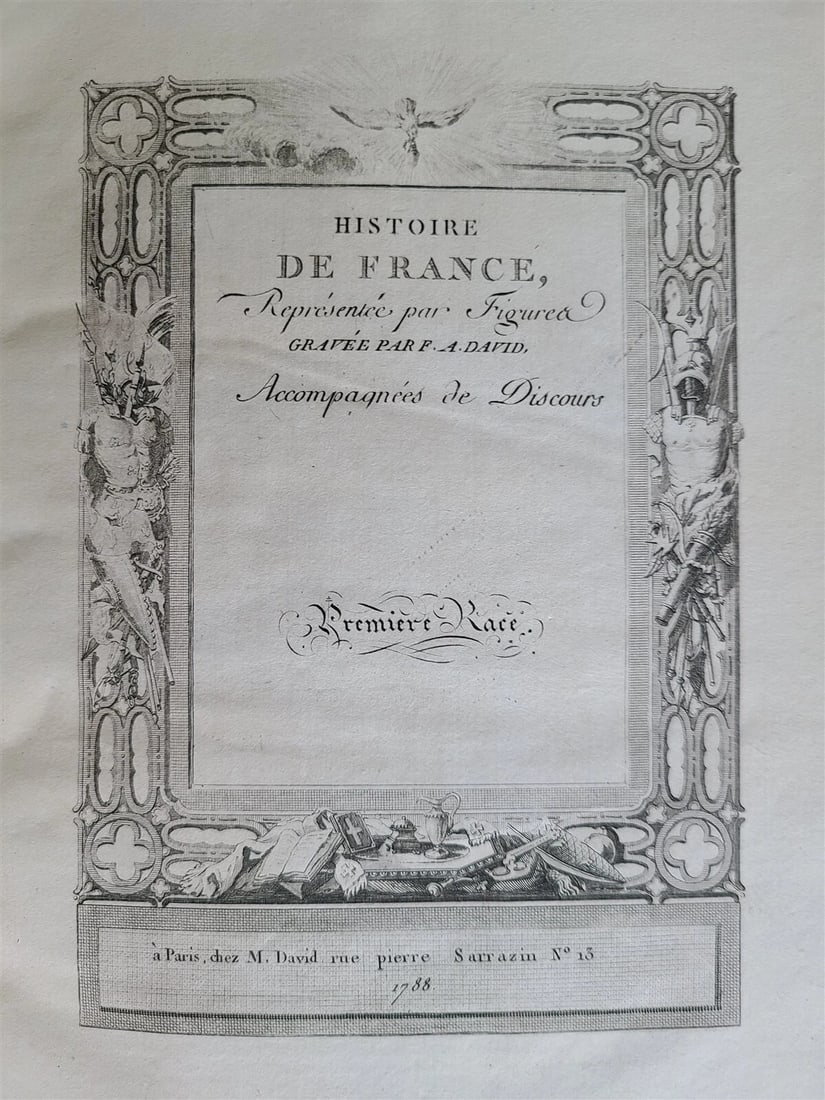 HISTOIRE
DE FRANCE,
Représentée par Figures
GRAVÉE PAR F. A. DAVID,
Accompagnées de Discours
Première Race.
à Paris, chez M. David rue pierre Sarrazin Nº 13
1788.